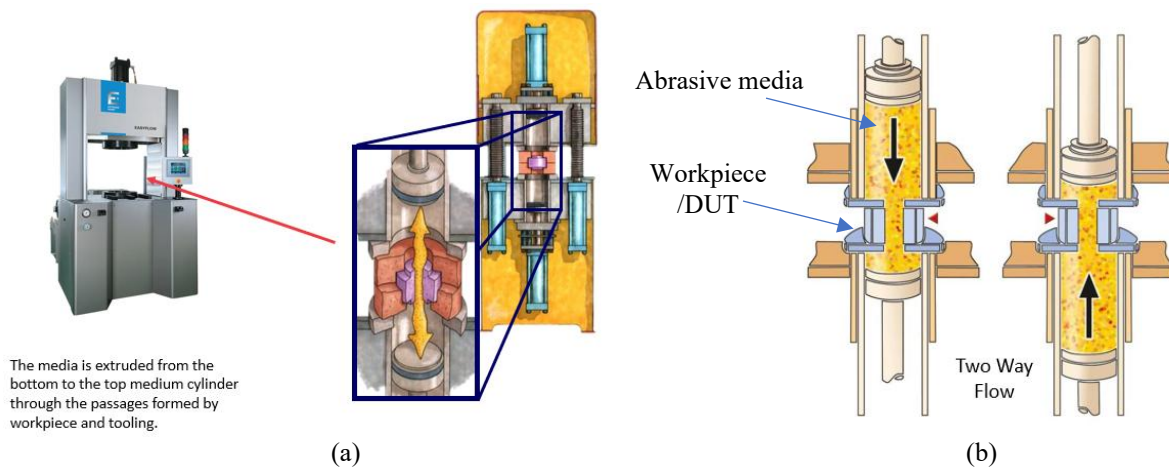 E
EASYFLOW
The media is extruded from the
bottom to the top medium cylinder
through the passages formed by
workpiece and tooling.
(a)
Abrasive media
Workpiece
/DUT
Two Way
Flow
(b)